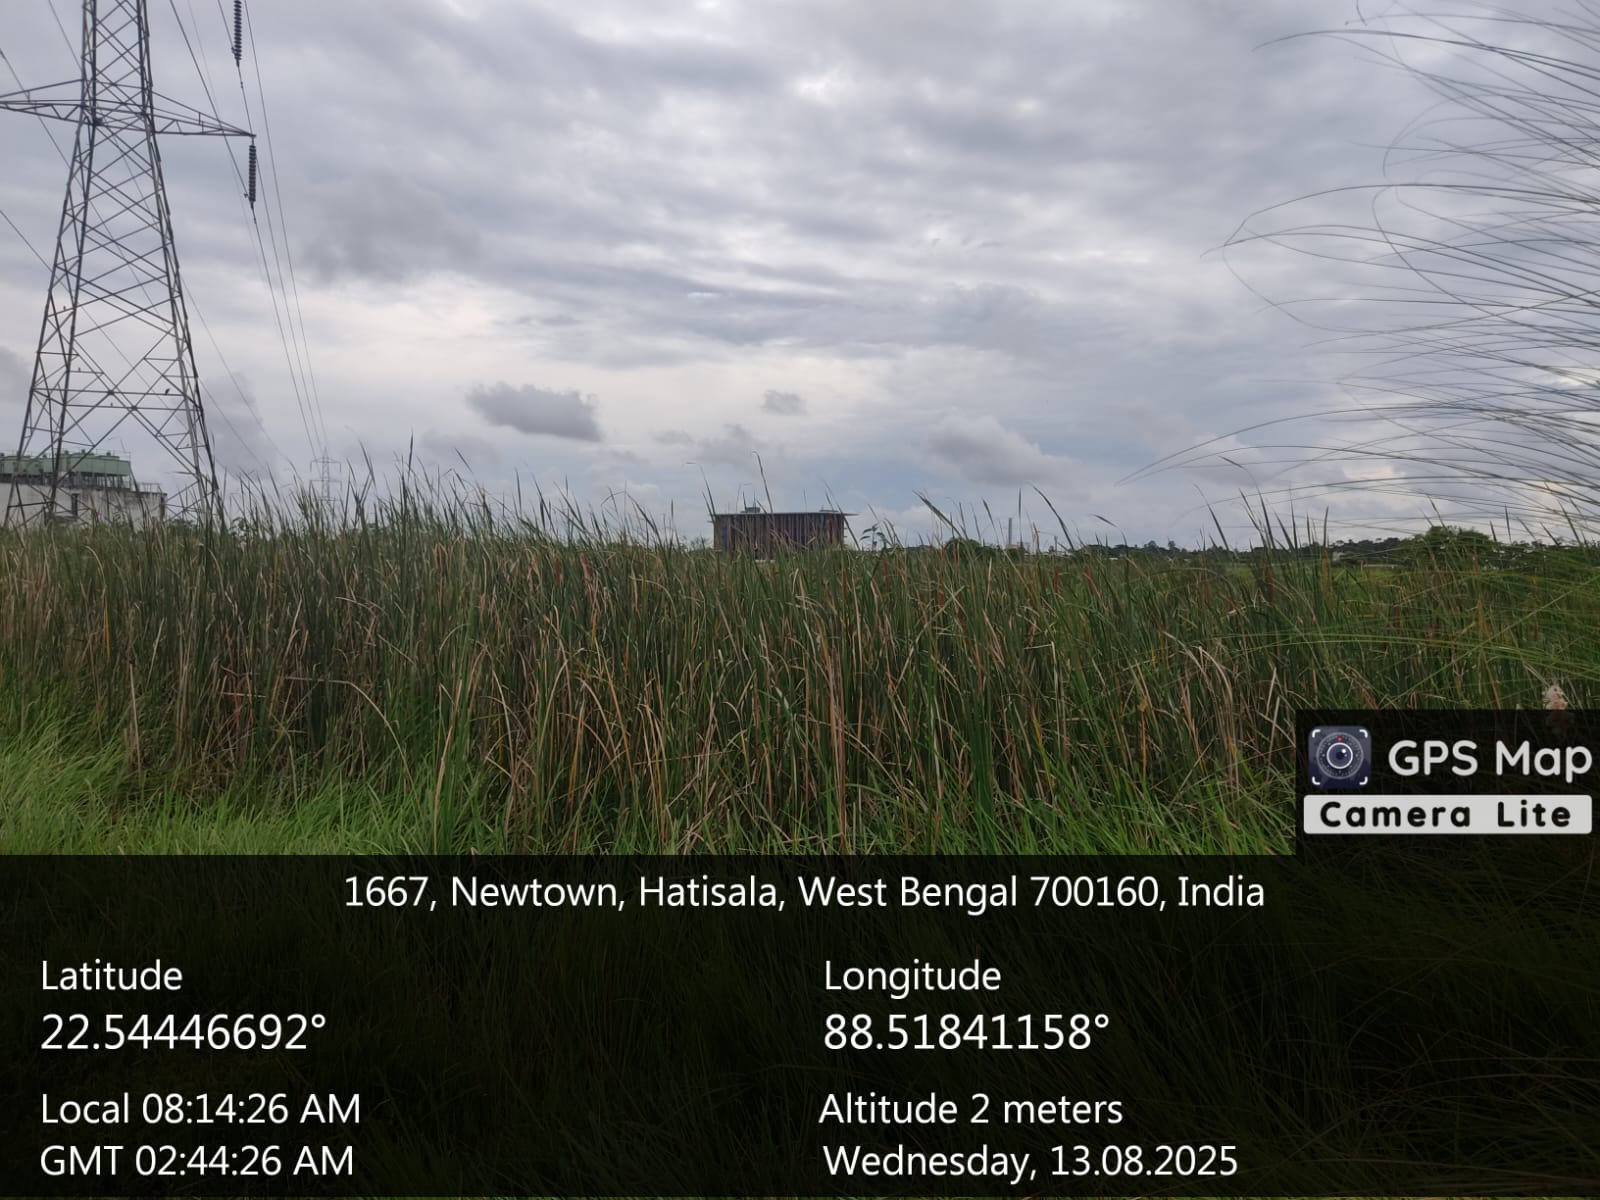 GPS Map
Camera Lite
1667, Newtown, Hatisala, West Bengal 700160, India
Latitude
22.54446692°
Longitude
88.51841158°
Local 08:14:26 AM
GMT 02:44:26 AM
Altitude 2 meters
Wednesday, 13.08.2025